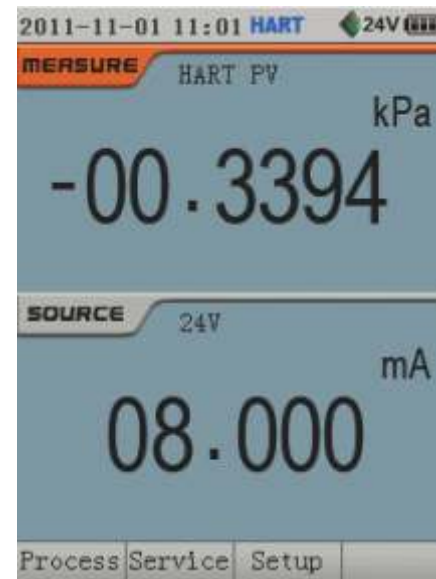 2011-11-01 11:01 HART 24V
MEASURE
HART PV
kPa
-00.3394
SOURCE
24V
mA
08.000
Process Service Setup